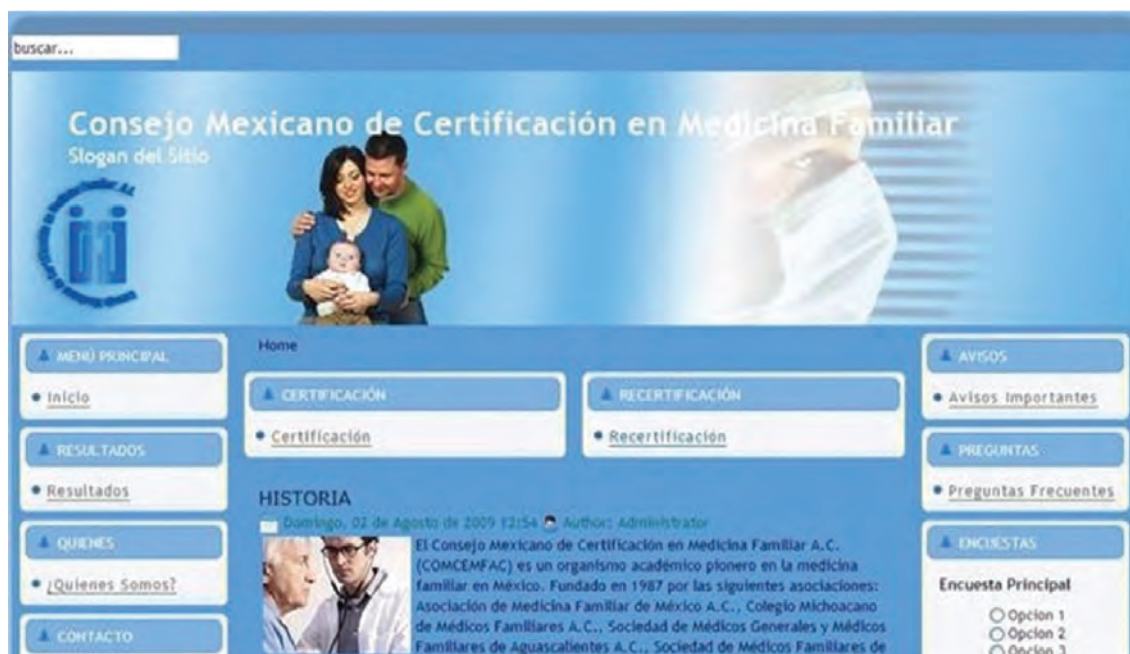 buscar...
Consejo Mexicano de Certificación en Medicina Familiar
Slogan del Sitio
MENÚ PRINCIPAL
Inicio
RESULTADOS
Resultados
QUIENES
¿Quienes Somos?
CONTACTO
Home
CERTIFICACIÓN
Certificación
RECERTIFICACIÓN
Recertificación
HISTORIA
Domingo, 02 de Agosto de 2009 12:54 Author: Administrator
El Consejo Mexicano de Certificación en Medicina Familiar A.C.
(COMCEMFAC) es un organismo académico pionero en la medicina
familiar en México. Fundado en 1987 por las siguientes asociaciones:
Asociación de Medicina Familiar de México A.C., Colegio Michoacano
de Médicos Familiares A.C., Sociedad de Médicos Generales y Médicos
Familiares de Aguascalientes A.C., Sociedad de Médicos Familiares de
AVISOS
Avisos Importantes
PREGUNTAS
Preguntas Frecuentes
ENCUESTAS
Encuesta Principal
Opcion 1
Opcion 2
Opcion 3